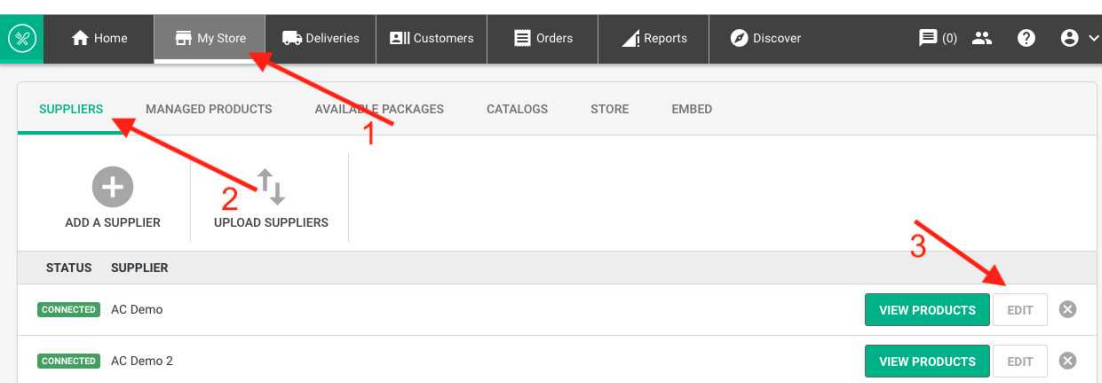 Home My Store Deliveries Customers Orders Reports Discover (0)
SUPPLIERS MANAGED PRODUCTS AVAILABLE PACKAGES CATALOGS STORE EMBED
1
2
ADD A SUPPLIER UPLOAD SUPPLIERS
3
STATUS SUPPLIER
CONNECTED AC Demo VIEW PRODUCTS EDIT
CONNECTED AC Demo 2 VIEW PRODUCTS EDIT